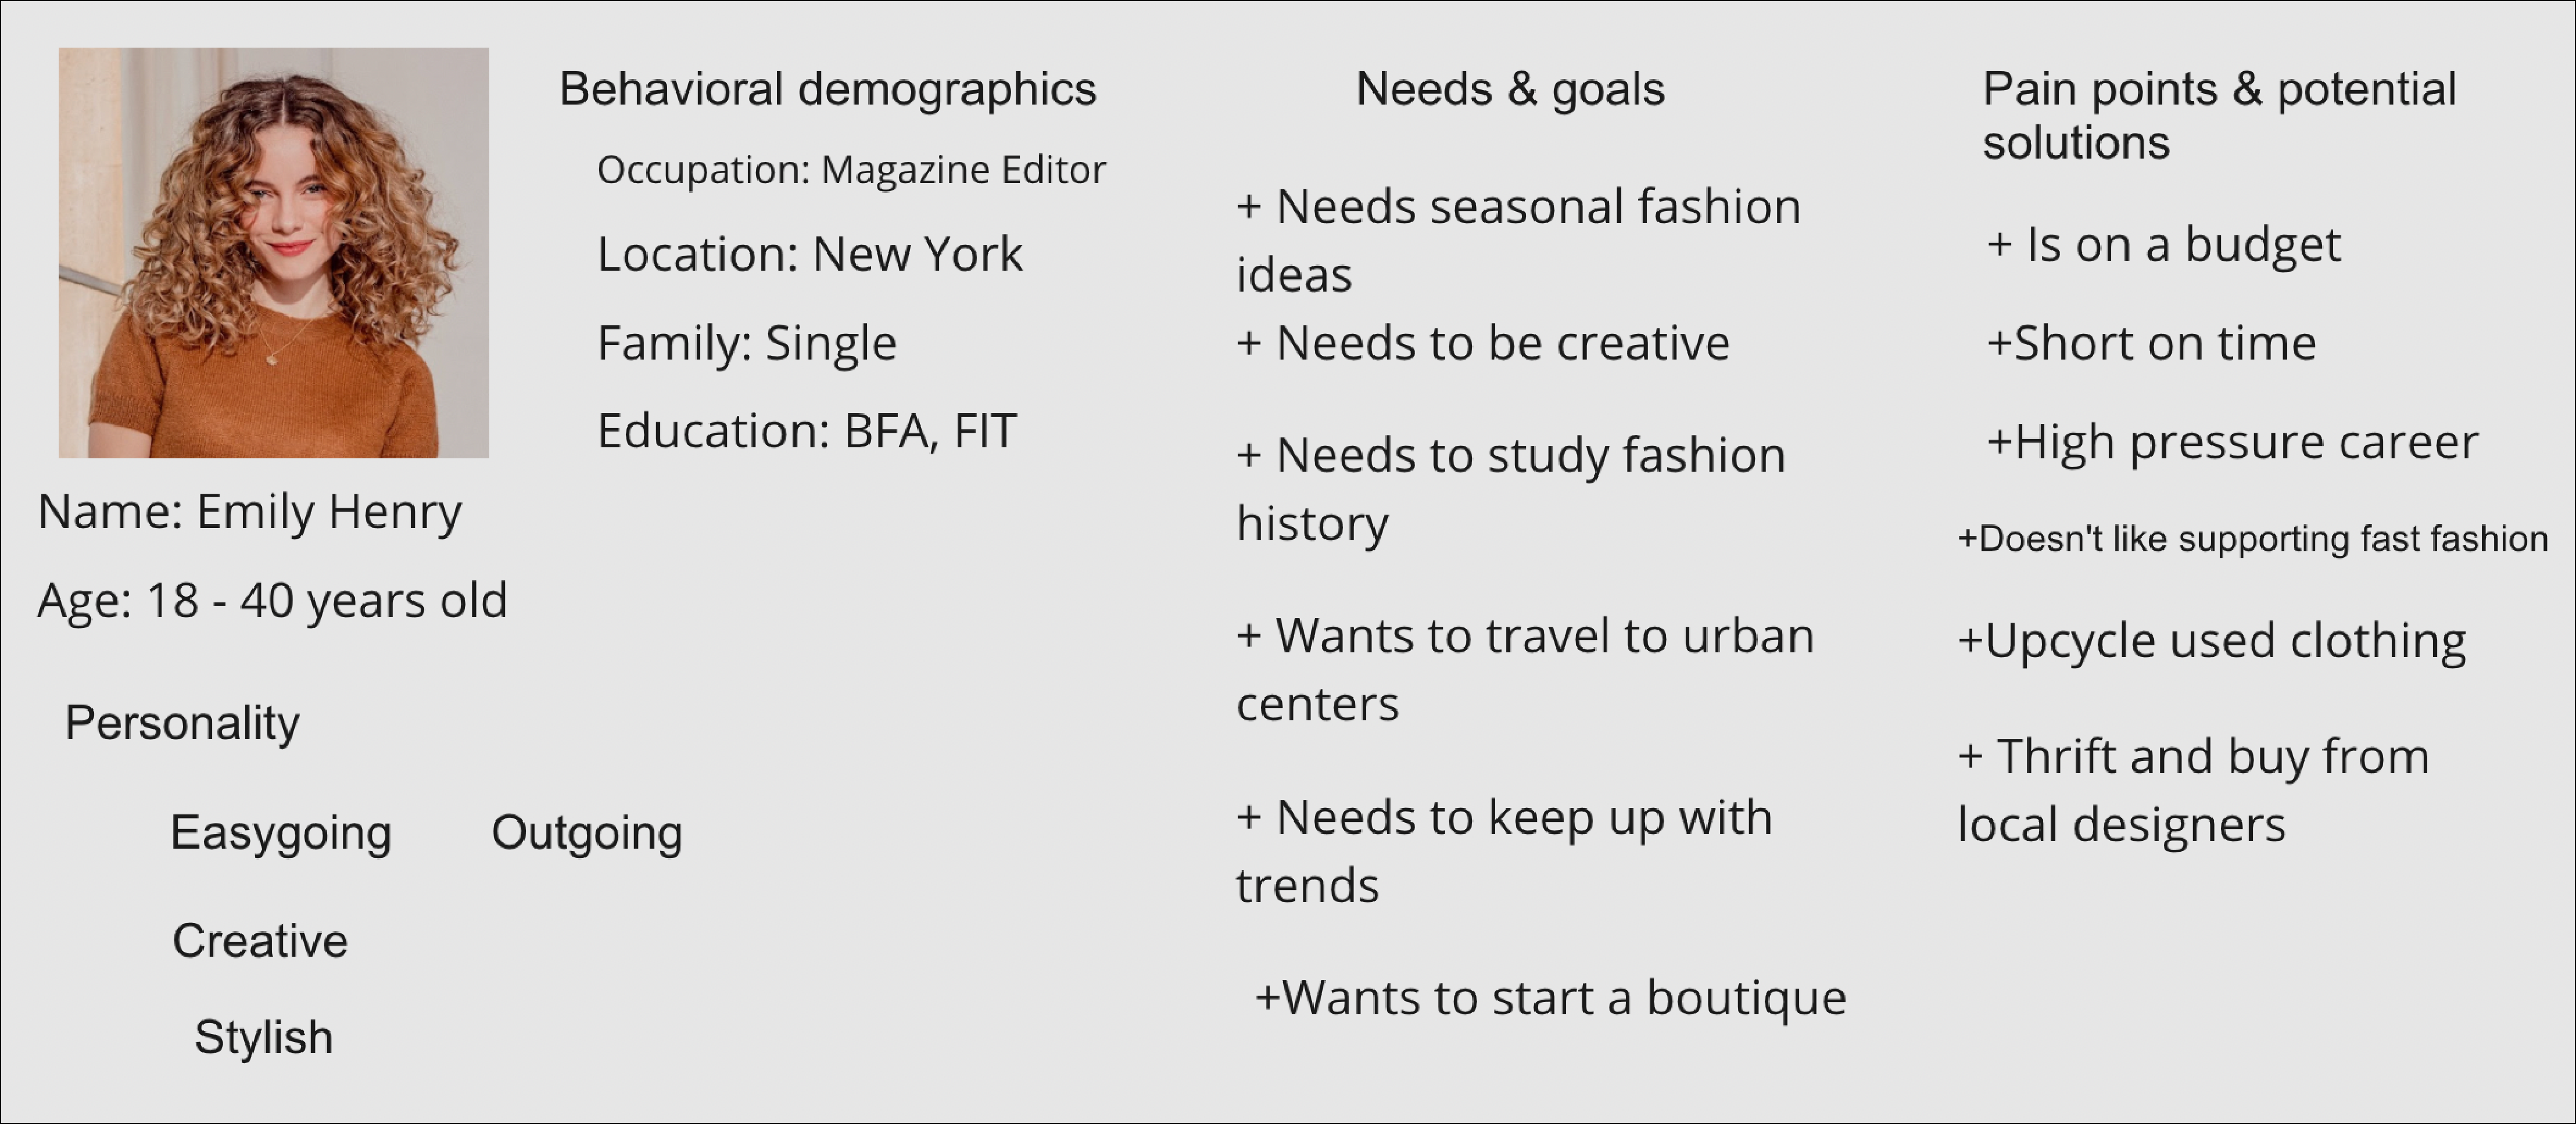 Name: Emily Henry
Age: 18 - 40 years old
Personality
Easygoing
Outgoing
Creative
Stylish
Behavioral demographics
Occupation: Magazine Editor
Location: New York
Family: Single
Education: BFA, FIT
Needs & goals
+ Needs seasonal fashion
ideas
+ Needs to be creative
+ Needs to study fashion
history
+ Wants to travel to urban
centers
+ Needs to keep up with
trends
+Wants to start a boutique
Pain points & potential
solutions
+ Is on a budget
+Short on time
+High pressure career
+Doesn't like supporting fast fashion
+Upcycle used clothing
+ Thrift and buy from
local designers